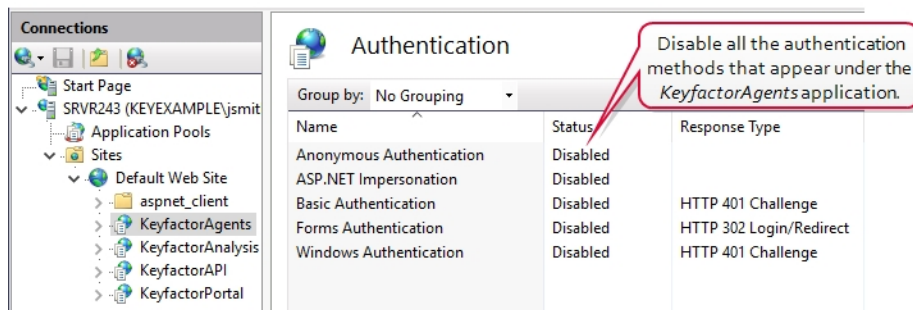 Connections
Start Page
SRVR243 (KEYEXAMPLE\jsmit
Application Pools
Sites
Default Web Site
aspnet_client
KeyfactorAgents
KeyfactorAnalysis
KeyfactorAPI
KeyfactorPortal
Authentication
Disable all the authentication
methods that appear under the
KeyfactorAgents application.
Group by: No Grouping
Name Status Response Type
Anonymous Authentication Disabled
ASP.NET Impersonation Disabled
Basic Authentication Disabled HTTP 401 Challenge
Forms Authentication Disabled HTTP 302 Login/Redirect
Windows Authentication Disabled HTTP 401 Challenge